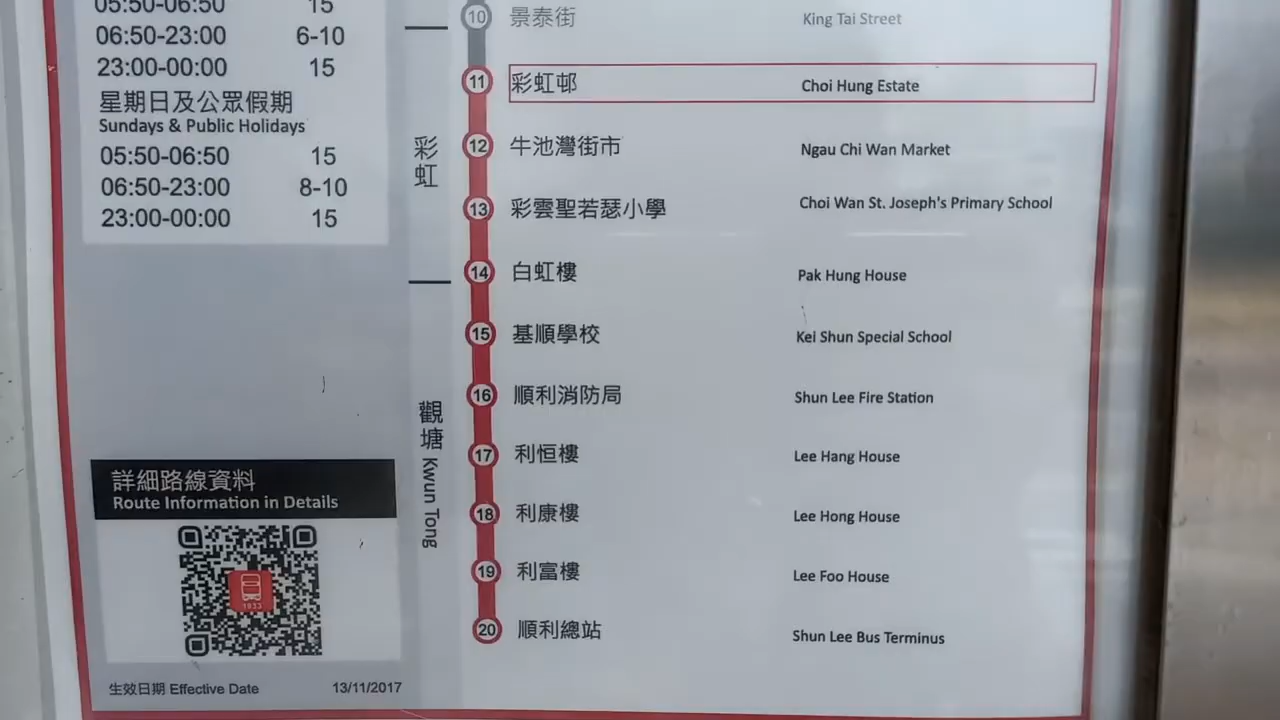 05:50-06:50 15
06:50-23:00 6-10
23:00-00:00 15
星期日及公眾假期
Sundays & Public Holidays
05:50-06:50 15
06:50-23:00 8-10
23:00-00:00 15
詳細路線資料
Route Information in Details
1933
生效日期 Effective Date 13/11/2017
彩虹
觀塘 Kwun Tong
10 景泰街 King Tai Street
11 彩虹邨 Choi Hung Estate
12 牛池灣街市 Ngau Chi Wan Market
13 彩雲聖若瑟小學 Choi Wan St. Joseph's Primary School
14 白虹樓 Pak Hung House
15 基順學校 Kei Shun Special School
16 順利消防局 Shun Lee Fire Station
17 利恒樓 Lee Hang House
18 利康樓 Lee Hong House
19 利富樓 Lee Foo House
20 順利總站 Shun Lee Bus Terminus